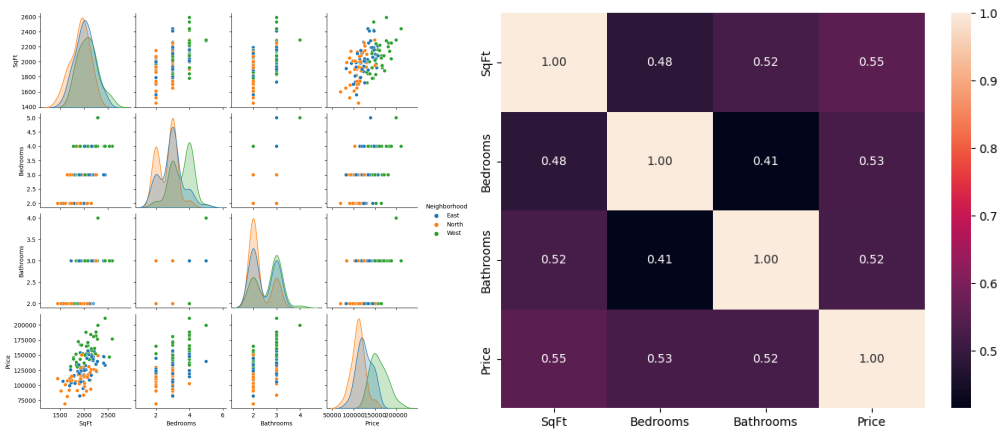 2600
2400
2200
2000
1800
1600
1400
SqFt
5.0
4.5
4.0
3.5
3.0
2.5
2.0
Bedrooms
4.0
3.5
3.0
2.5
2.0
Bathrooms
200000
175000
150000
125000
100000
75000
Price
1500 2000 2500
SqFt
2 4 6
Bedrooms
2 3 4
Bathrooms
50000 100000 150000 200000
Price
Neighborhood
East
North
West
SqFt
Bedrooms
Bathrooms
Price
1.00 0.48 0.52 0.55
0.48 1.00 0.41 0.53
0.52 0.41 1.00 0.52
0.55 0.53 0.52 1.00
SqFt Bedrooms Bathrooms Price
1.0
0.9
0.8
0.7
0.6
0.5